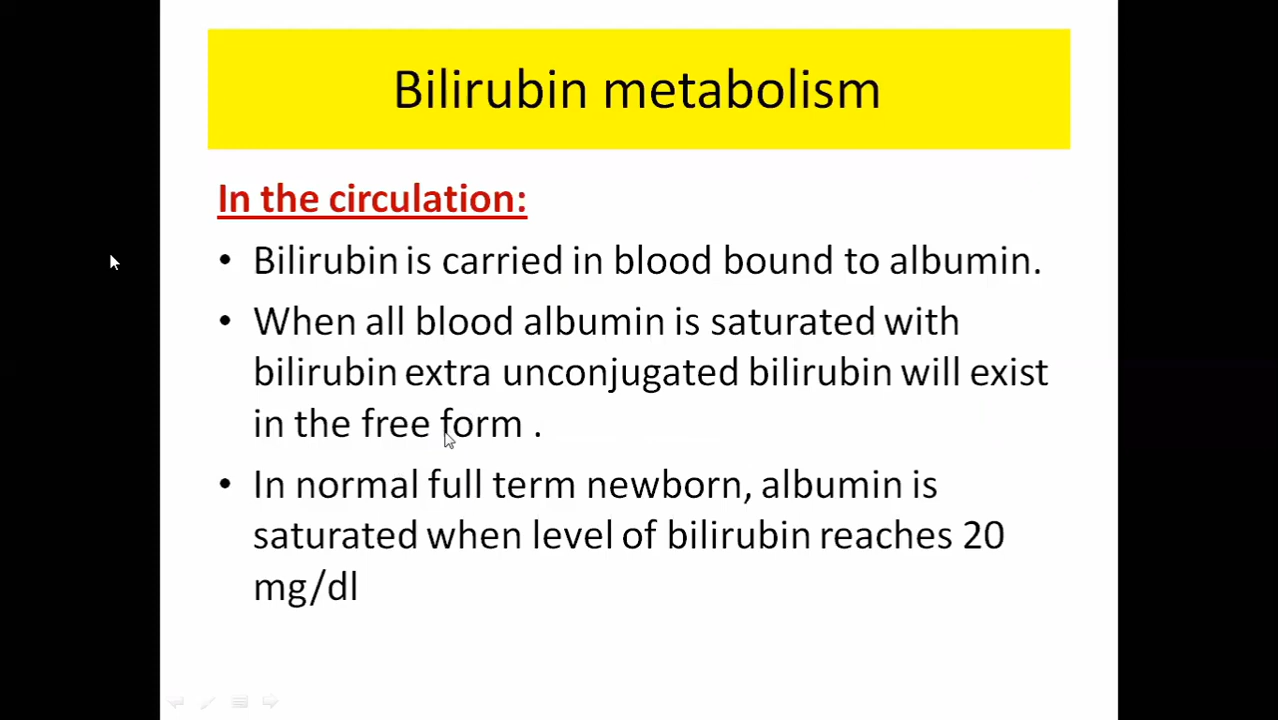 Bilirubin metabolism
In the circulation:
• Bilirubin is carried in blood bound to albumin.
• When all blood albumin is saturated with
bilirubin extra unconjugated bilirubin will exist
in the free form .
• In normal full term newborn, albumin is
saturated when level of bilirubin reaches 20
mg/dl